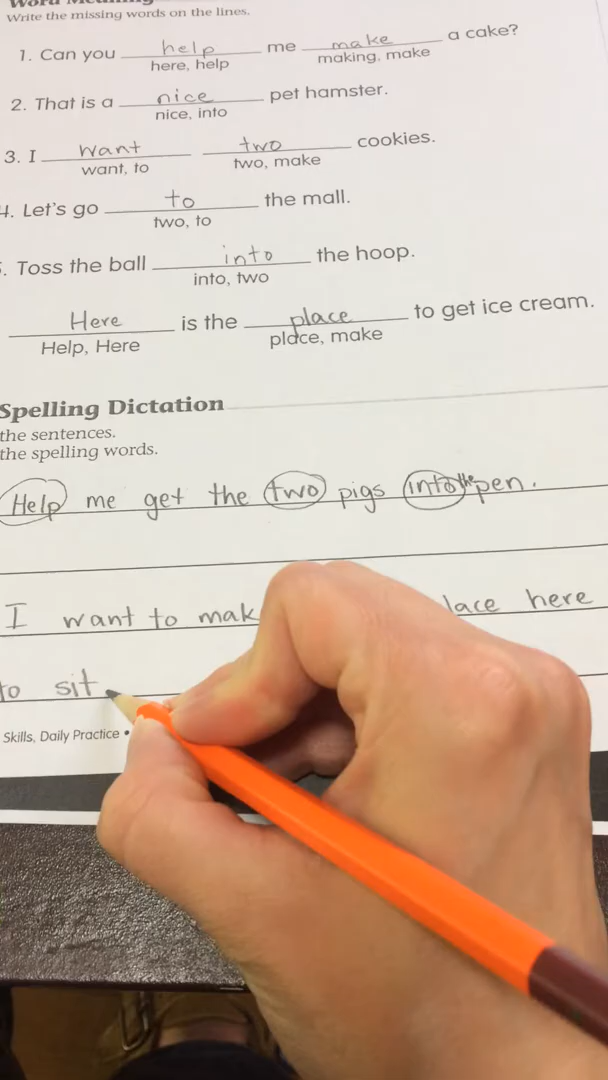 Write the missing words on the lines.
1. Can you help me make a cake?
here, help making, make
2. That is a nice pet hamster.
nice, into
3. I want two cookies.
want, to two, make
4. Let's go to the mall.
two, to
. Toss the ball into the hoop.
into, two
Here is the place to get ice cream.
Help, Here place, make
Spelling Dictation
the sentences.
the spelling words.
Help me get the two pigs into the pen.
I want to mak lace here
to sit
Skills, Daily Practice •